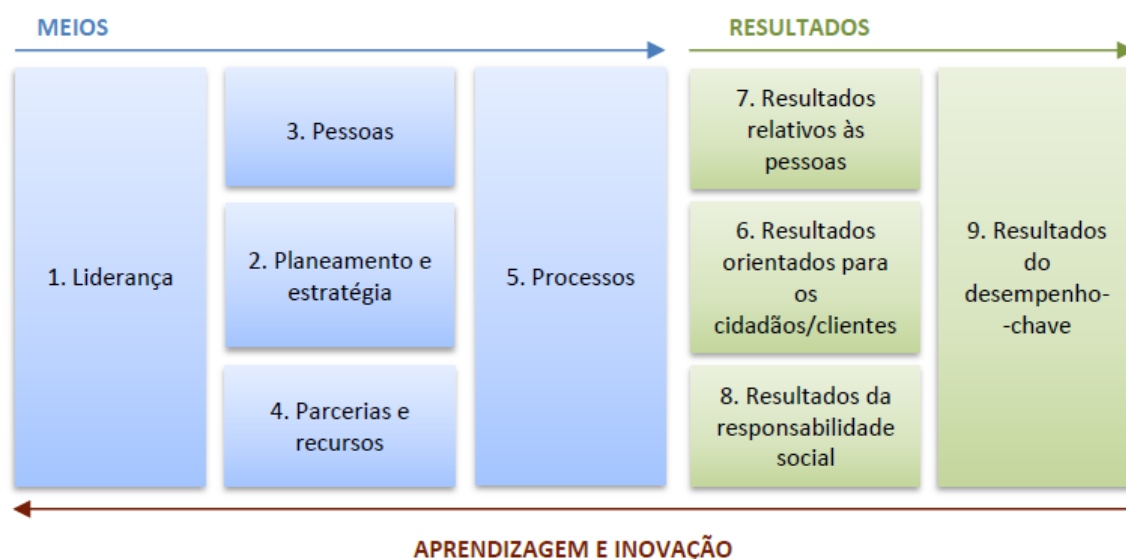 MEIOS
RESULTADOS
1. Liderança
3. Pessoas
2. Planeamento e
estratégia
4. Parcerias e
recursos
5. Processos
7. Resultados
relativos às
pessoas
6. Resultados
orientados para
os
cidadãos/clientes
8. Resultados da
responsabilidade
social
9. Resultados
do
desempenho-
-chave
APRENDIZAGEM E INOVAÇÃO